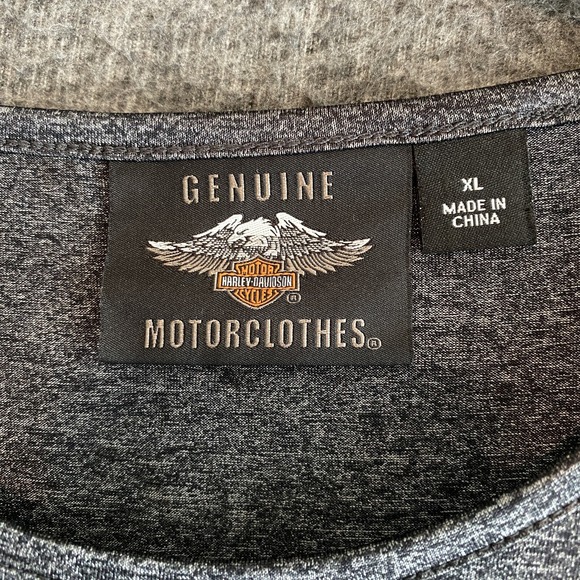 GENUINE
MOTOR
HARLEY-DAVIDSON
CYCLES
®
MOTORCLOTHES®
XL
MADE IN
CHINA